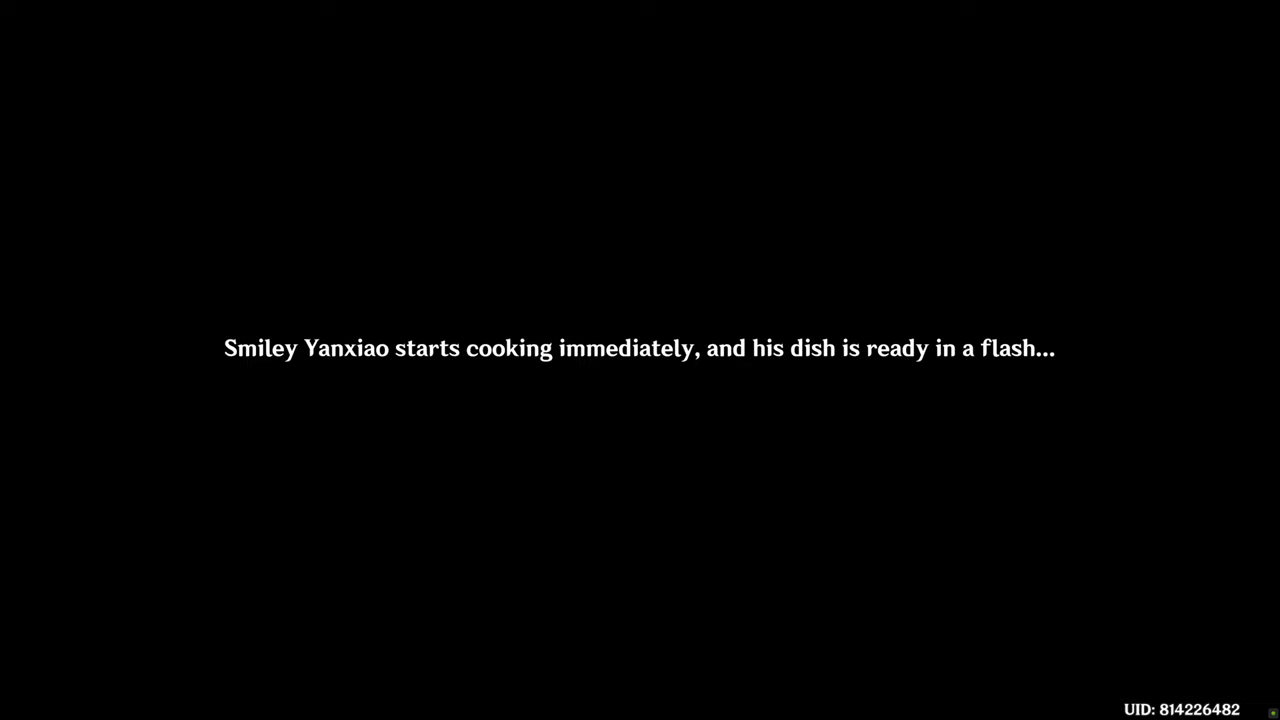 Smiley Yanxiao starts cooking immediately, and his dish is ready in a flash...
UID: 814226482